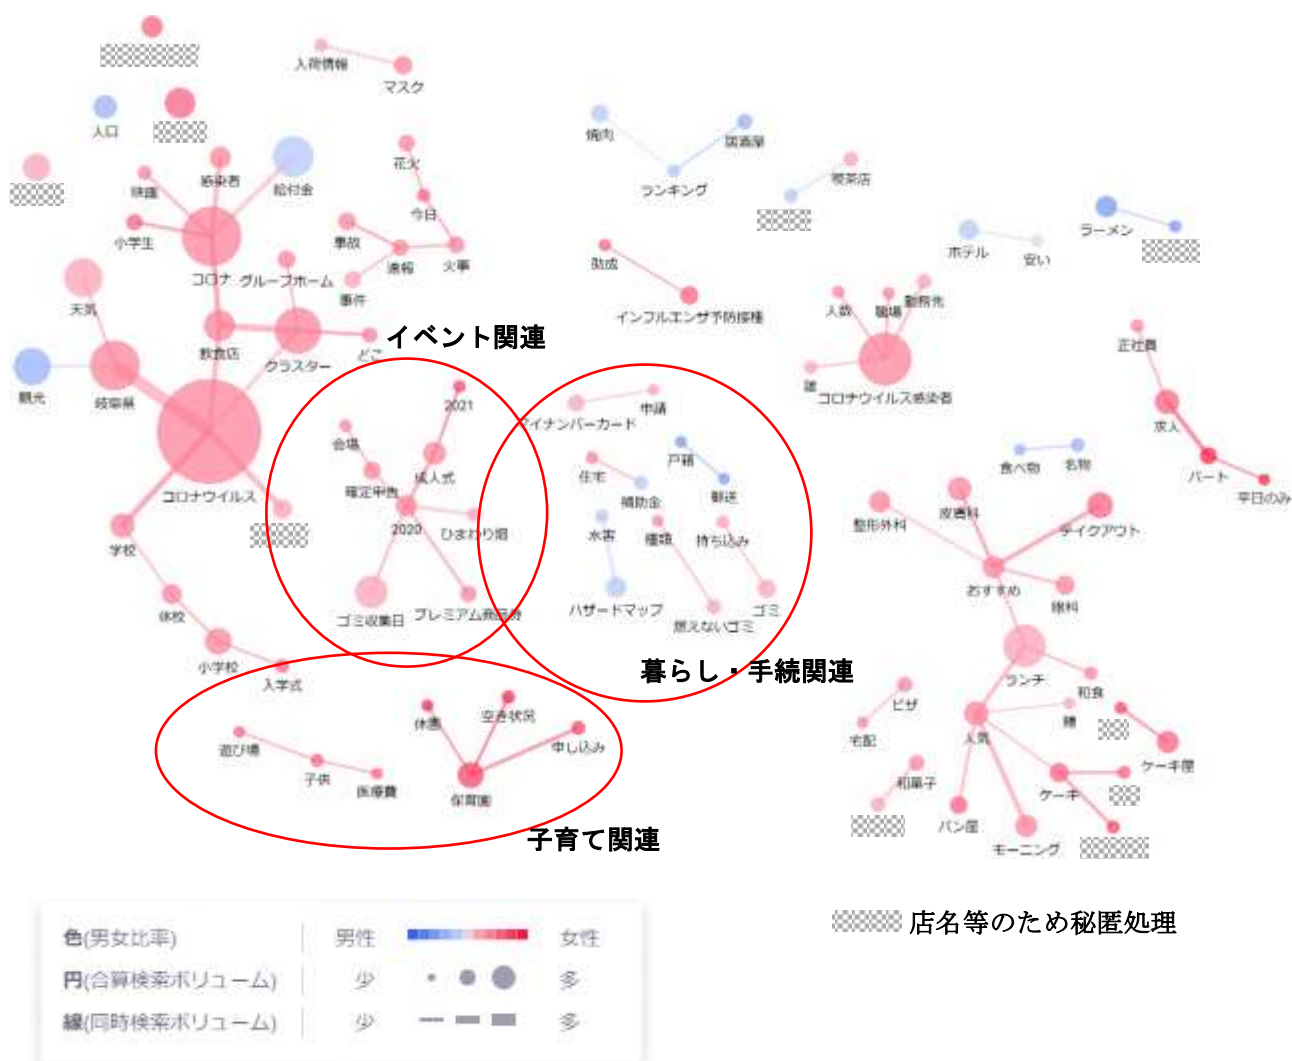 入荷情報
マスク
人口
焼肉
居酒屋
花火
感染者
給付金
映画
ランキング
喫茶店
今日
小学生
事故
速報
火事
ラーメン
ホテル
安い
コロナ
グループホーム
事件
助成
天気
インフルエンザ予防接種
人数
職場
勤務先
飲食店
どこ
クラスター
イベント関連
正社員
観光
岐阜県
誰
コロナウイルス感染者
2021
申請
マイナンバーカード
求人
会場
成人式
戸籍
食べ物
名物
パート
住宅
確定申告
補助金
郵送
平日のみ
コロナウイルス
整形外科
皮膚科
テイクアウト
2020
ひまわり畑
水害
種類
持ち込み
学校
おすすめ
眼科
休校
ゴミ収集日
プレミアム商品券
ハザードマップ
燃えないゴミ
ゴミ
小学校
入学式
暮らし・手続関連
ランチ
和食
ピザ
宅配
人気
遊び場
子供
医療費
休園
空き状況
申し込み
保育園
ケーキ屋
和菓子
ケーキ
パン屋
モーニング
子育て関連
店名等のため秘匿処理
色(男女比率) 男性 女性
円(合算検索ボリューム) 少 多
線(同時検索ボリューム) 少 多